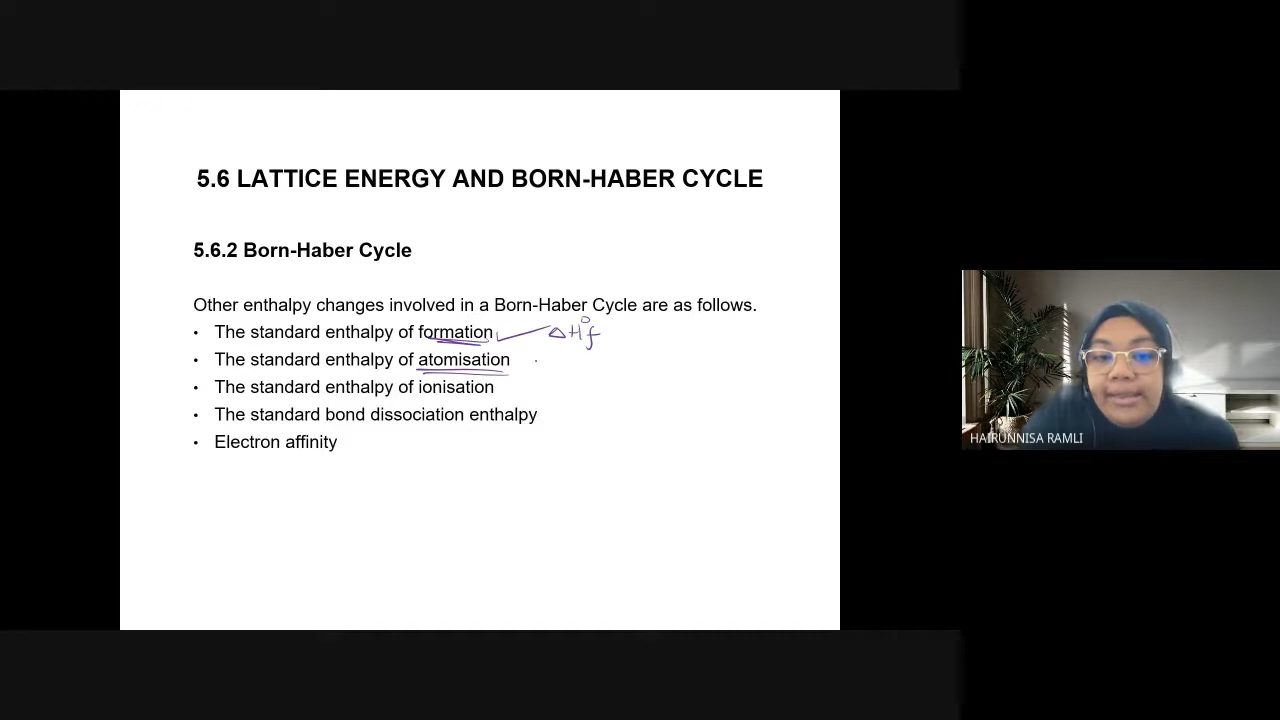 5.6 LATTICE ENERGY AND BORN-HABER CYCLE
5.6.2 Born-Haber Cycle
Other enthalpy changes involved in a Born-Haber Cycle are as follows.
• The standard enthalpy of formation ΔH°f
• The standard enthalpy of atomisation
• The standard enthalpy of ionisation
• The standard bond dissociation enthalpy
• Electron affinity
HAIRUNNISA RAMLI